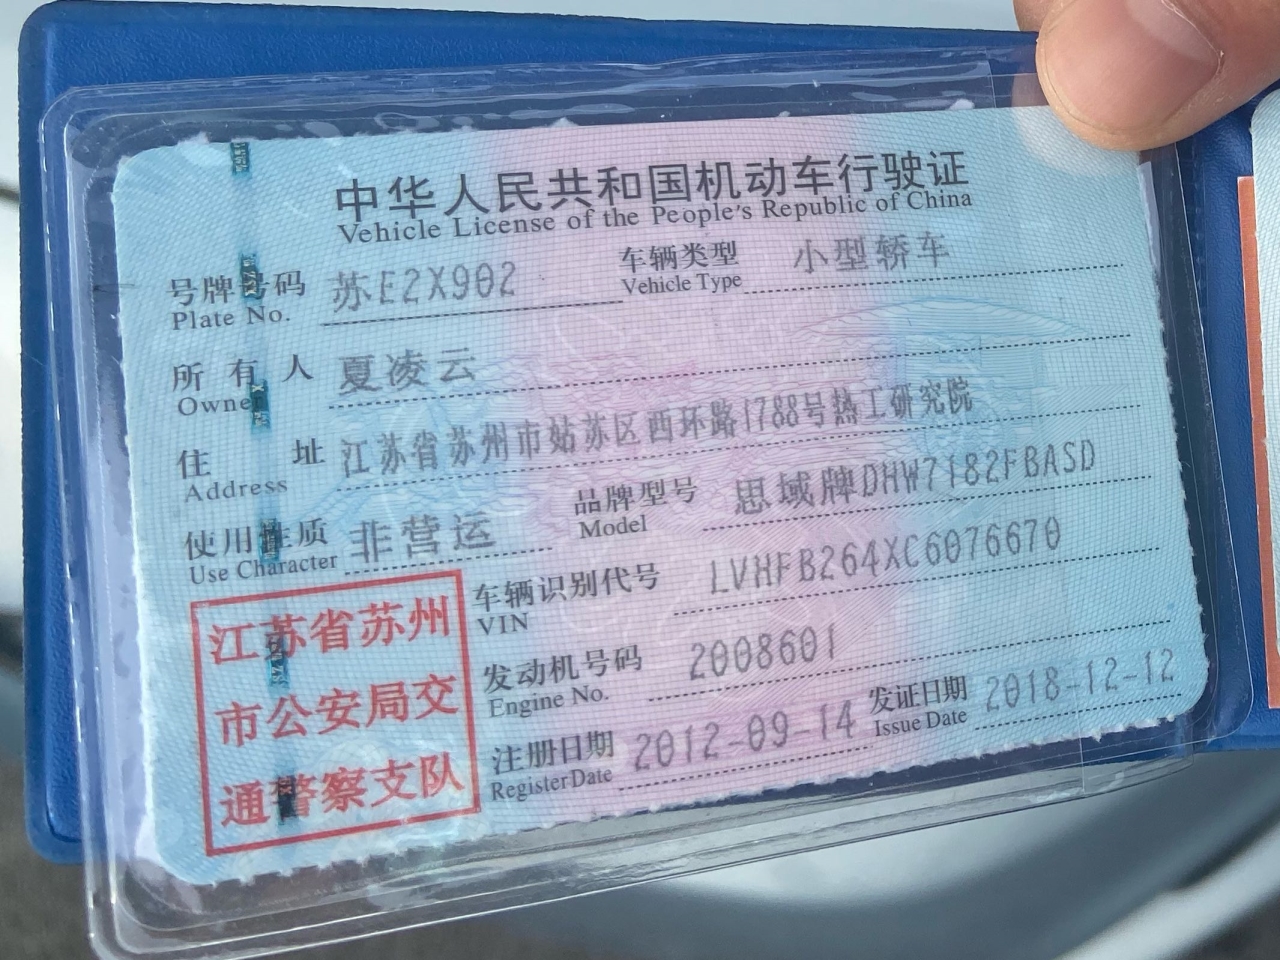 中华人民共和国机动车行驶证
Vehicle License of the People's Republic of China
号牌号码 苏E2X902 车辆类型 小型轿车
Plate No. Vehicle Type
所有人 夏凌云
Owner
住址 江苏省苏州市姑苏区西环路1788号热工研究院
Address
使用性质 非营运 品牌型号 思域牌DHW7182FBASD
Use Character Model
江苏省苏州
市公安局交
通警察支队
车辆识别代号 LVHFB264XC6076670
VIN
发动机号码 2008601
Engine No.
注册日期 2012-09-14 发证日期 2018-12-12
Register Date Issue Date